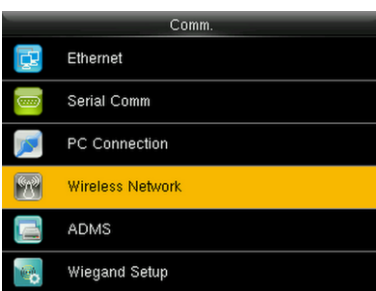 Comm.
Ethernet
Serial Comm
PC Connection
Wireless Network
ADMS
Wiegand Setup